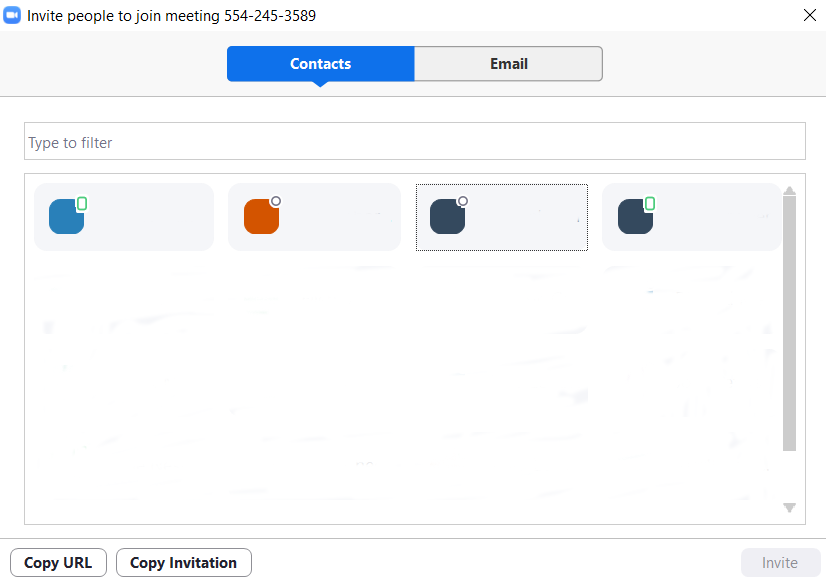 Invite people to join meeting 554-245-3589
Contacts
Email
Type to filter
Copy URL
Copy Invitation
Invite